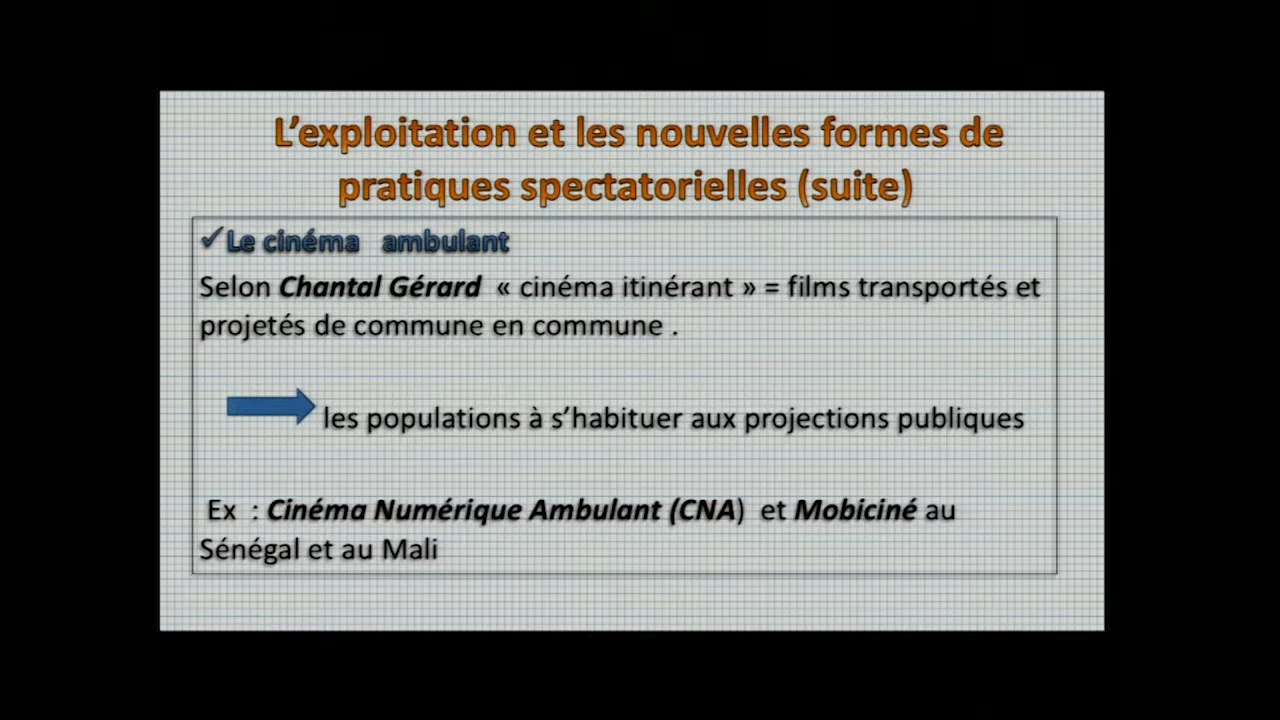 L’exploitation et les nouvelles formes de
pratiques spectatorielles (suite)
✓Le cinéma ambulant
Selon Chantal Gérard « cinéma itinérant » = films transportés et
projetés de commune en commune .
les populations à s’habituer aux projections publiques
Ex : Cinéma Numérique Ambulant (CNA) et Mobiciné au
Sénégal et au Mali